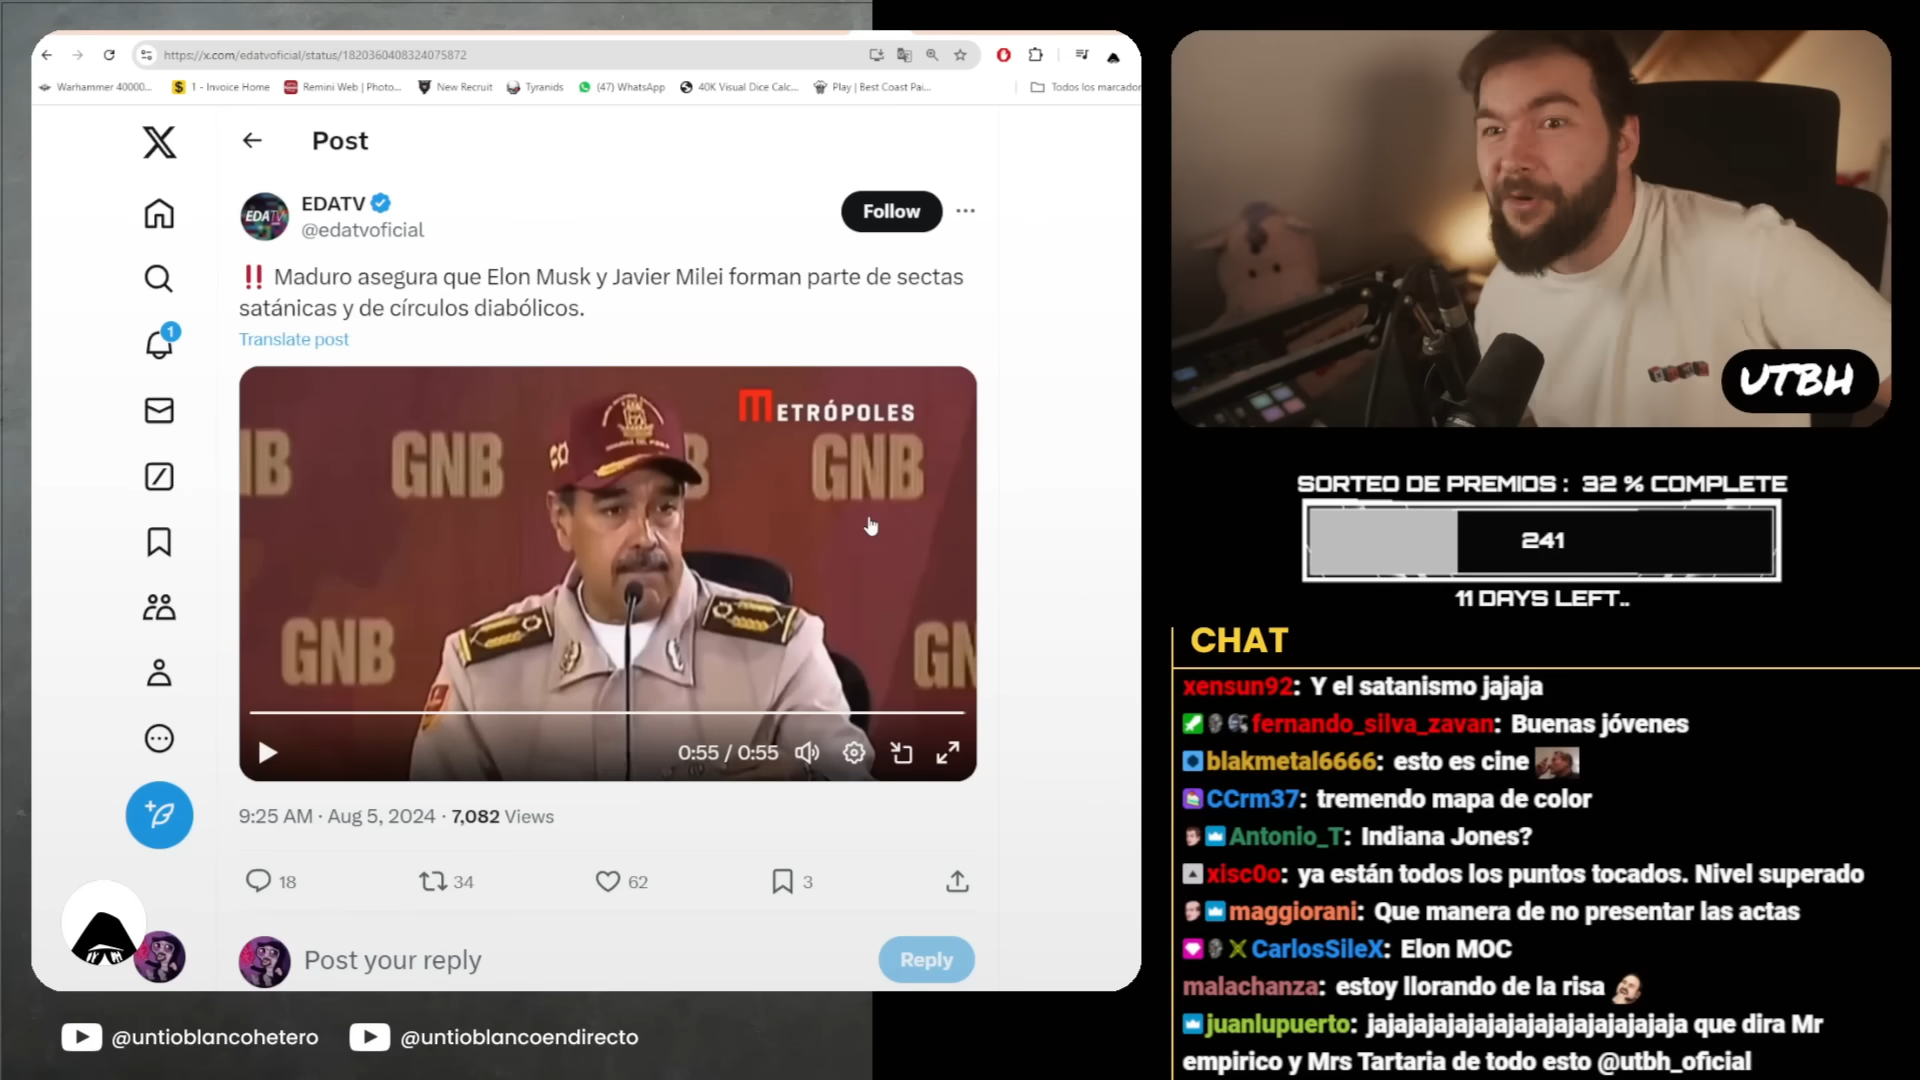 https://x.com/edatvoficial/status/1820360408324075872
Warhammer 40000...
1 - Invoice Home
Remini Web | Photo...
New Recruit
Tyranids
(47) WhatsApp
40K Visual Dice Calc...
Play | Best Coast Pai...
Todos los marcador
Post
EDATV
@edatvoficial
Follow
‼ Maduro asegura que Elon Musk y Javier Milei forman parte de sectas
satánicas y de círculos diabólicos.
Translate post
EDATV
METRÓPOLES
NB
GNB
GNB
GNB
GN
0:55 / 0:55
9:25 AM · Aug 5, 2024 · 7,082 Views
1
18
34
62
3
Post your reply
Reply
@untioblancohetero
@untioblancoendirecto
UTBH
SORTEO DE PREMIOS : 32 % COMPLETE
241
11 DAYS LEFT..
CHAT
xensun92: Y el satanismo jajaja
fernando_silva_zavan: Buenas jóvenes
blakmetal6666: esto es cine
CCrm37: tremendo mapa de color
Antonio_T: Indiana Jones?
xisc0o: ya están todos los puntos tocados. Nivel superado
maggiorani: Que manera de no presentar las actas
CarlosSileX: Elon MOC
malachanza: estoy llorando de la risa
juanlupuerto: jajajajajajajajajajajajajajaja que dira Mr
empirico y Mrs Tartaria de todo esto @utbh_oficial